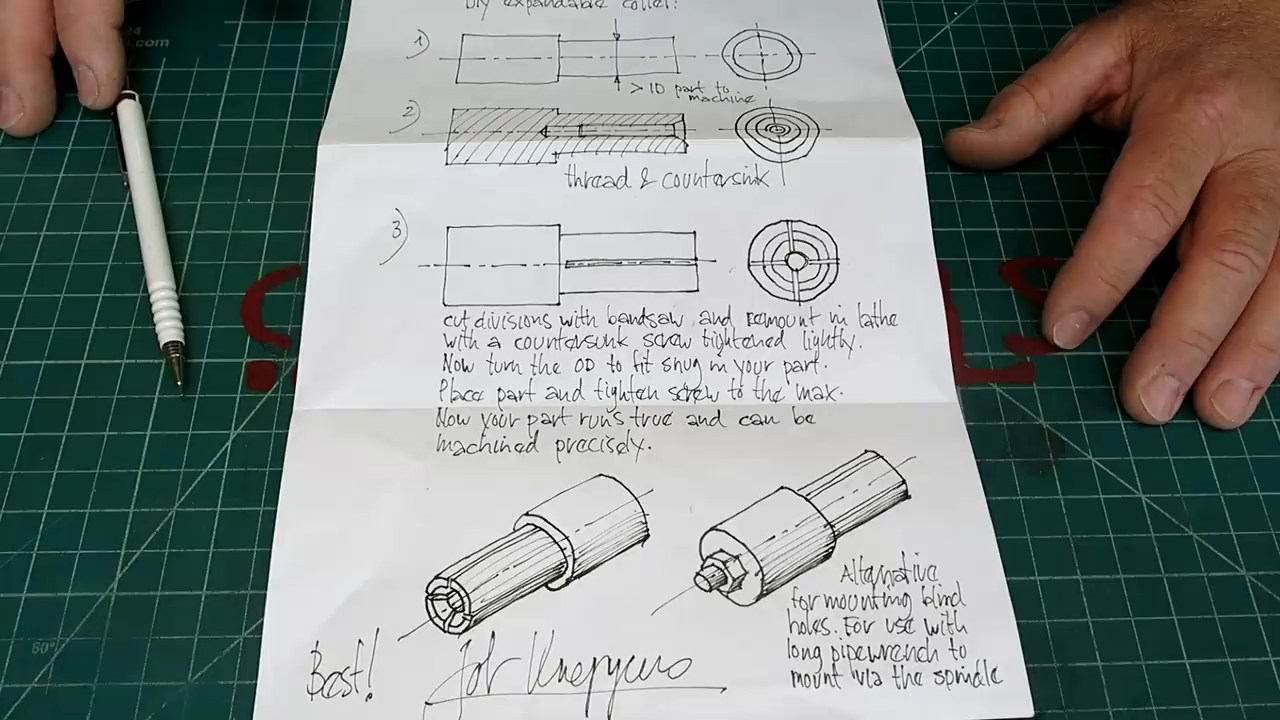 DIY expandable collet:
1)
> ID part to
machine
2)
thread & countersink
3)
cut divisions with bandsaw and remount in lathe
with a countersunk screw tightened lightly.
Now turn the OD to fit snug in your part.
Place part and tighten screw to the max.
Now your part runs true and can be
machined precisely.
Alternative
for mounting blind
holes. For use with
long pipewrench to
mount via the spindle
Best!